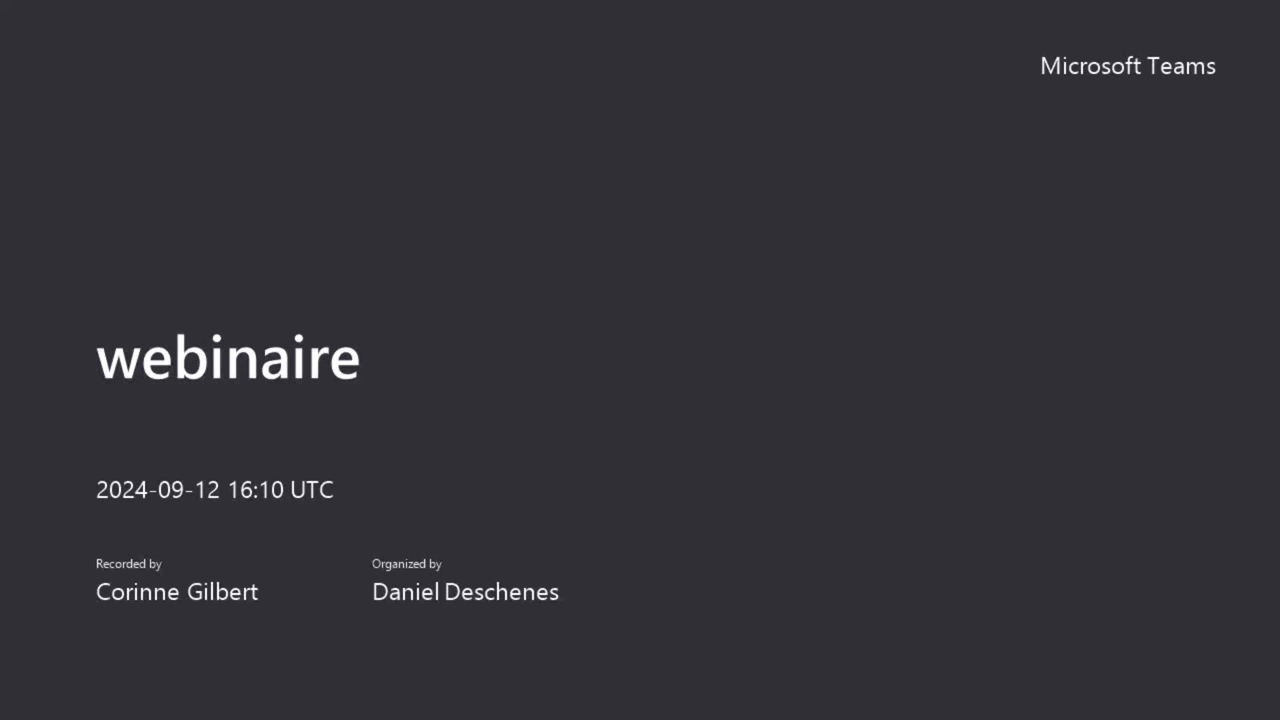 Microsoft Teams
webinaire
2024-09-12 16:10 UTC
Recorded by
Corinne Gilbert
Organized by
Daniel Deschenes